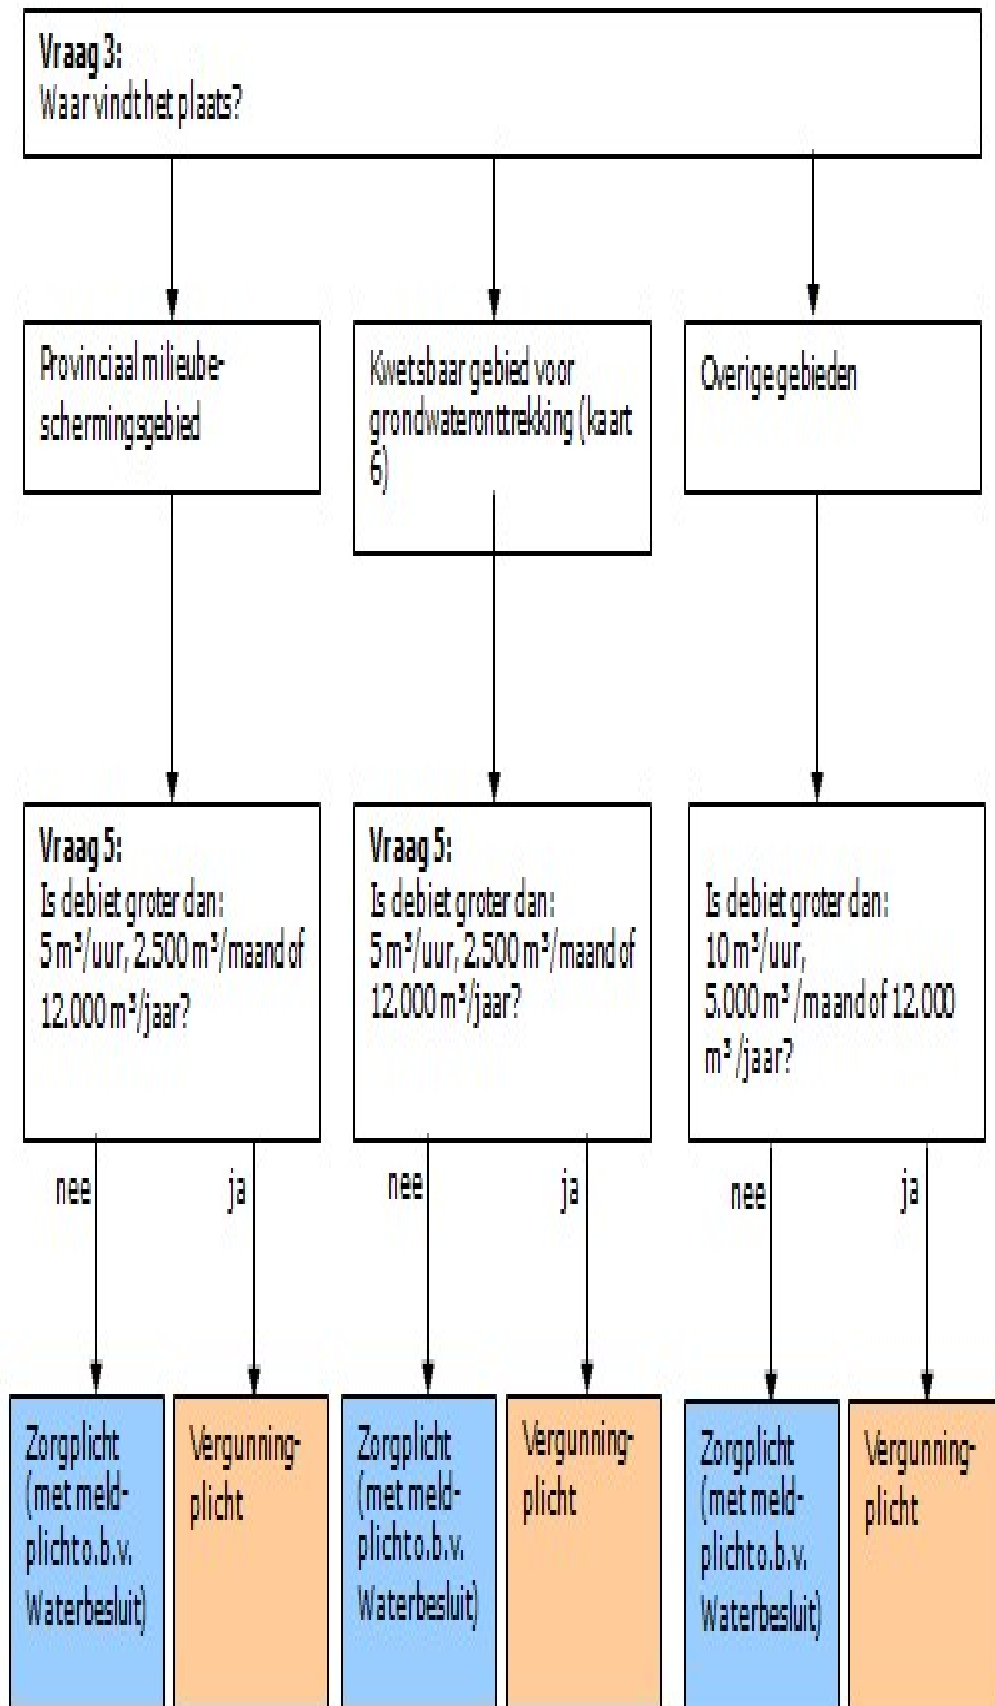 Vraag 3:
Waar vindt het plaats?
Provinciaal milieube-
schermingsgebied
Kwetsbaar gebied voor
grondwateronttrekking (kaart
6)
Overige gebieden
Vraag 5:
Is debiet groter dan:
5 m³/uur, 2.500 m³/maand of
12.000 m³/jaar?
Vraag 5:
Is debiet groter dan:
5 m³/uur, 2.500 m³/maand of
12.000 m³/jaar?
Is debiet groter dan:
10 m³/uur,
5.000 m³ /maand of 12.000
m³ /jaar?
nee
ja
nee
ja
nee
ja
Zorgplicht
(met meld-
plicht o.b.v.
Waterbesluit)
Vergunning-
plicht
Zorgplicht
(met meld-
plicht o.b.v.
Waterbesluit)
Vergunning-
plicht
Zorgplicht
(met meld-
plicht o.b.v.
Waterbesluit)
Vergunning-
plicht